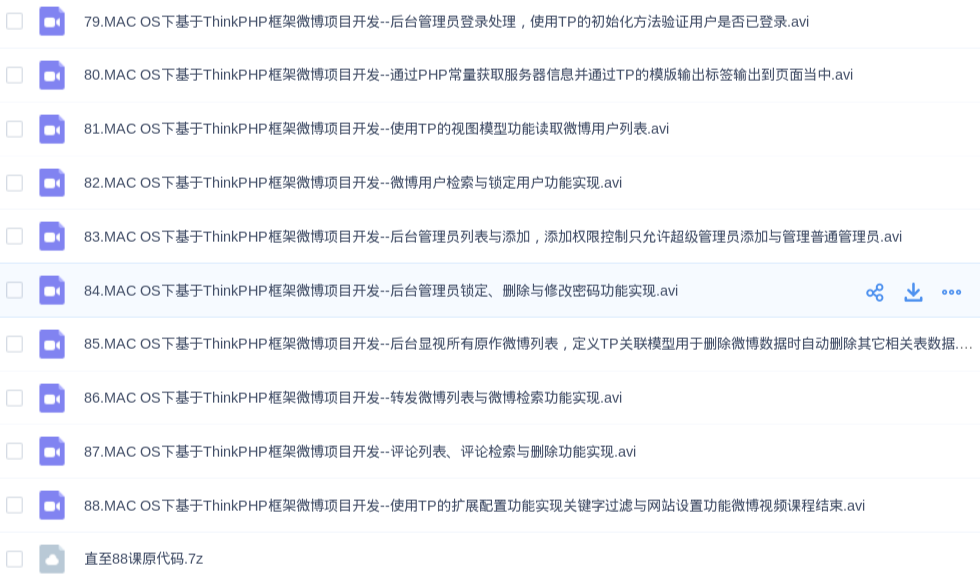 79.MAC OS下基于ThinkPHP框架微博项目开发--后台管理员登录处理，使用TP的初始化方法验证用户是否已登录.avi
80.MAC OS下基于ThinkPHP框架微博项目开发--通过PHP常量获取服务器信息并通过TP的模版输出标签输出到页面当中.avi
81.MAC OS下基于ThinkPHP框架微博项目开发--使用TP的视图模型功能读取微博用户列表.avi
82.MAC OS下基于ThinkPHP框架微博项目开发--微博用户检索与锁定用户功能实现.avi
83.MAC OS下基于ThinkPHP框架微博项目开发--后台管理员列表与添加，添加权限控制只允许超级管理员添加与管理普通管理员.avi
84.MAC OS下基于ThinkPHP框架微博项目开发--后台管理员锁定、删除与修改密码功能实现.avi
85.MAC OS下基于ThinkPHP框架微博项目开发--后台显视所有原作微博列表，定义TP关联模型用于删除微博数据时自动删除其它相关表数据....
86.MAC OS下基于ThinkPHP框架微博项目开发--转发微博列表与微博检索功能实现.avi
87.MAC OS下基于ThinkPHP框架微博项目开发--评论列表、评论检索与删除功能实现.avi
88.MAC OS下基于ThinkPHP框架微博项目开发--使用TP的扩展配置功能实现关键字过滤与网站设置功能微博视频课程结束.avi
直至88课原代码.7z